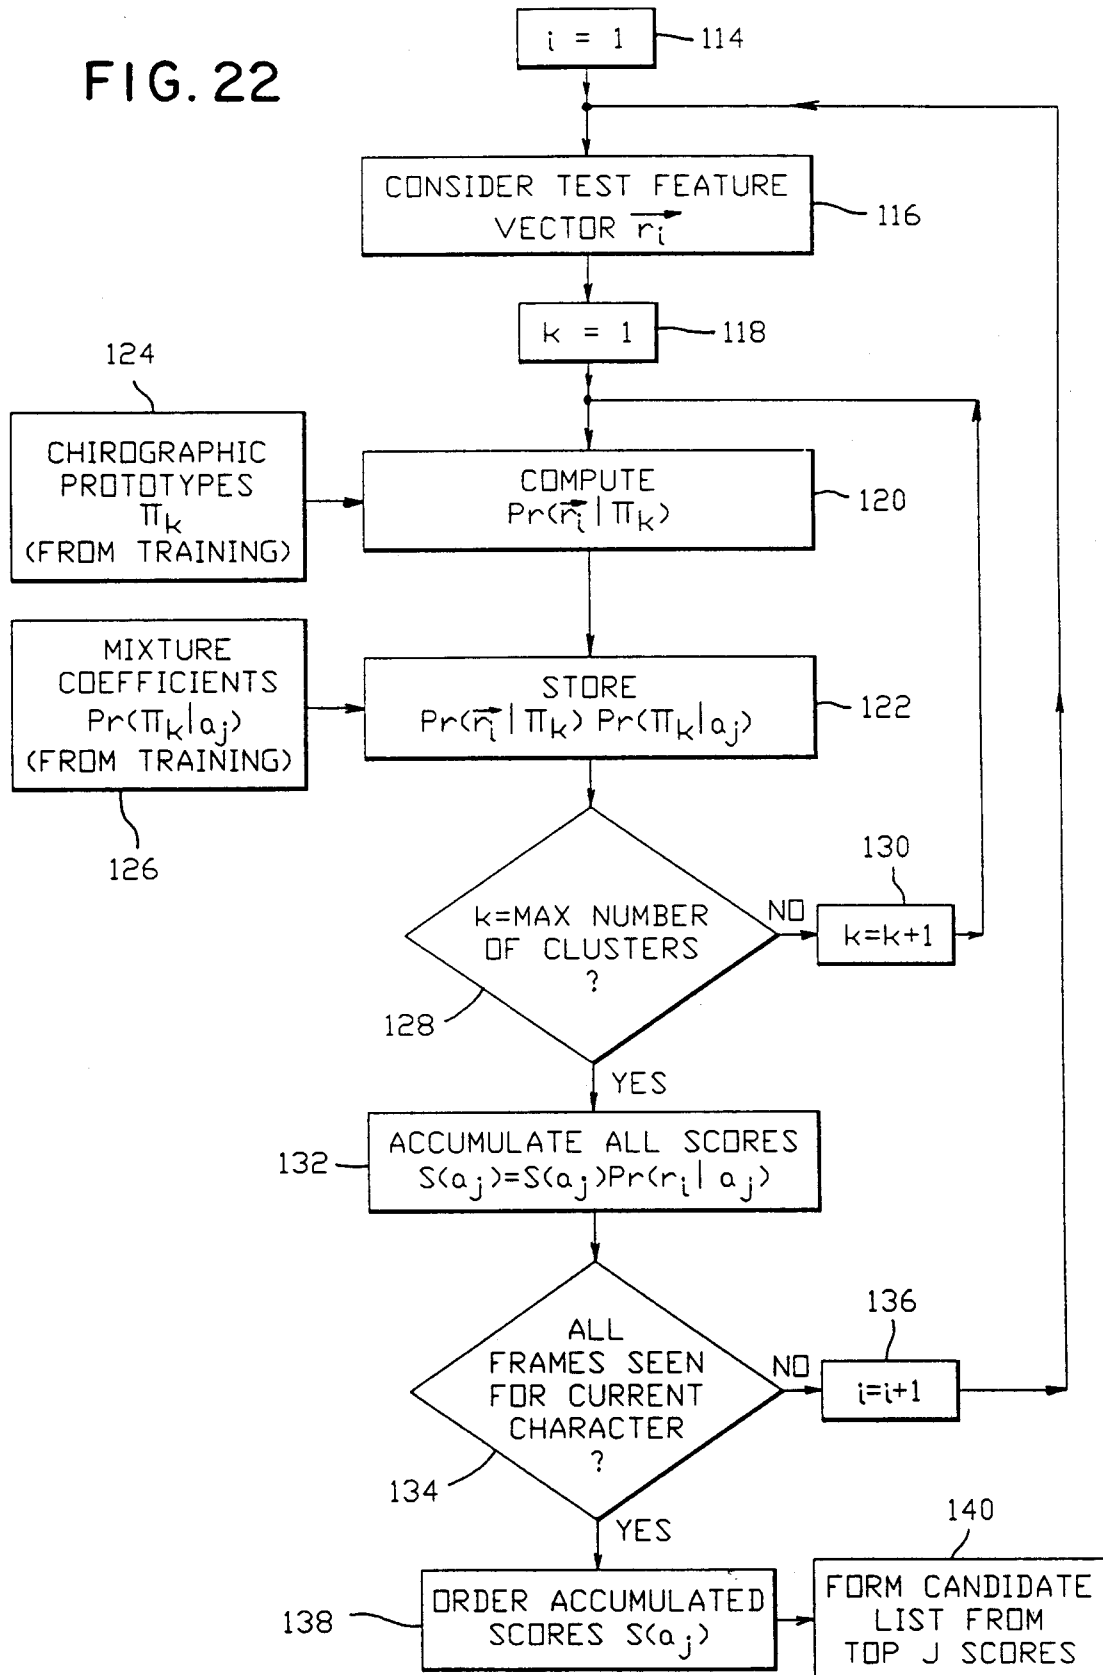 FIG. 22
i = 1
114
CONSIDER TEST FEATURE
VECTOR r⃗i
116
k = 1
118
124
CHIROGRAPHIC
PROTOTYPES
Πk
(FROM TRAINING)
COMPUTE
Pr(r⃗i | Πk)
120
MIXTURE
COEFFICIENTS
Pr(Πk|aj)
(FROM TRAINING)
126
STORE
Pr(r⃗i | Πk) Pr(Πk|aj)
122
k=MAX NUMBER
OF CLUSTERS
?
128
NO
130
k=k+1
YES
ACCUMULATE ALL SCORES
S(aj)=S(aj)Pr(ri | aj)
132
ALL
FRAMES SEEN
FOR CURRENT
CHARACTER
?
134
NO
136
i=i+1
YES
ORDER ACCUMULATED
SCORES S(aj)
138
140
FORM CANDIDATE
LIST FROM
TOP J SCORES